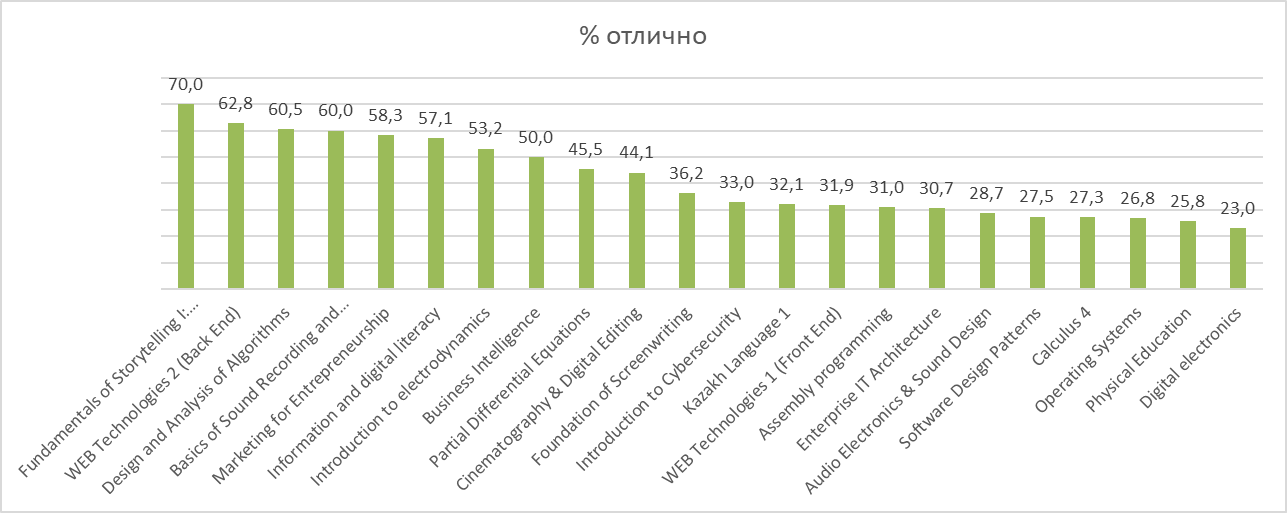 % отлично
70,0
62,8
60,5
60,0
58,3
57,1
53,2
50,0
45,5
44,1
36,2
33,0
32,1
31,9
31,0
30,7
28,7
27,5
27,3
26,8
25,8
23,0
Fundamentals of Storytelling I:...
WEB Technologies 2 (Back End)
Design and Analysis of Algorithms
Basics of Sound Recording and...
Marketing for Entrepreneurship
Information and digital literacy
Introduction to electrodynamics
Business Intelligence
Partial Differential Equations
Cinematography & Digital Editing
Foundation of Screenwriting
Introduction to Cybersecurity
Kazakh Language 1
WEB Technologies 1 (Front End)
Assembly programming
Enterprise IT Architecture
Audio Electronics & Sound Design
Software Design Patterns
Calculus 4
Operating Systems
Physical Education
Digital electronics